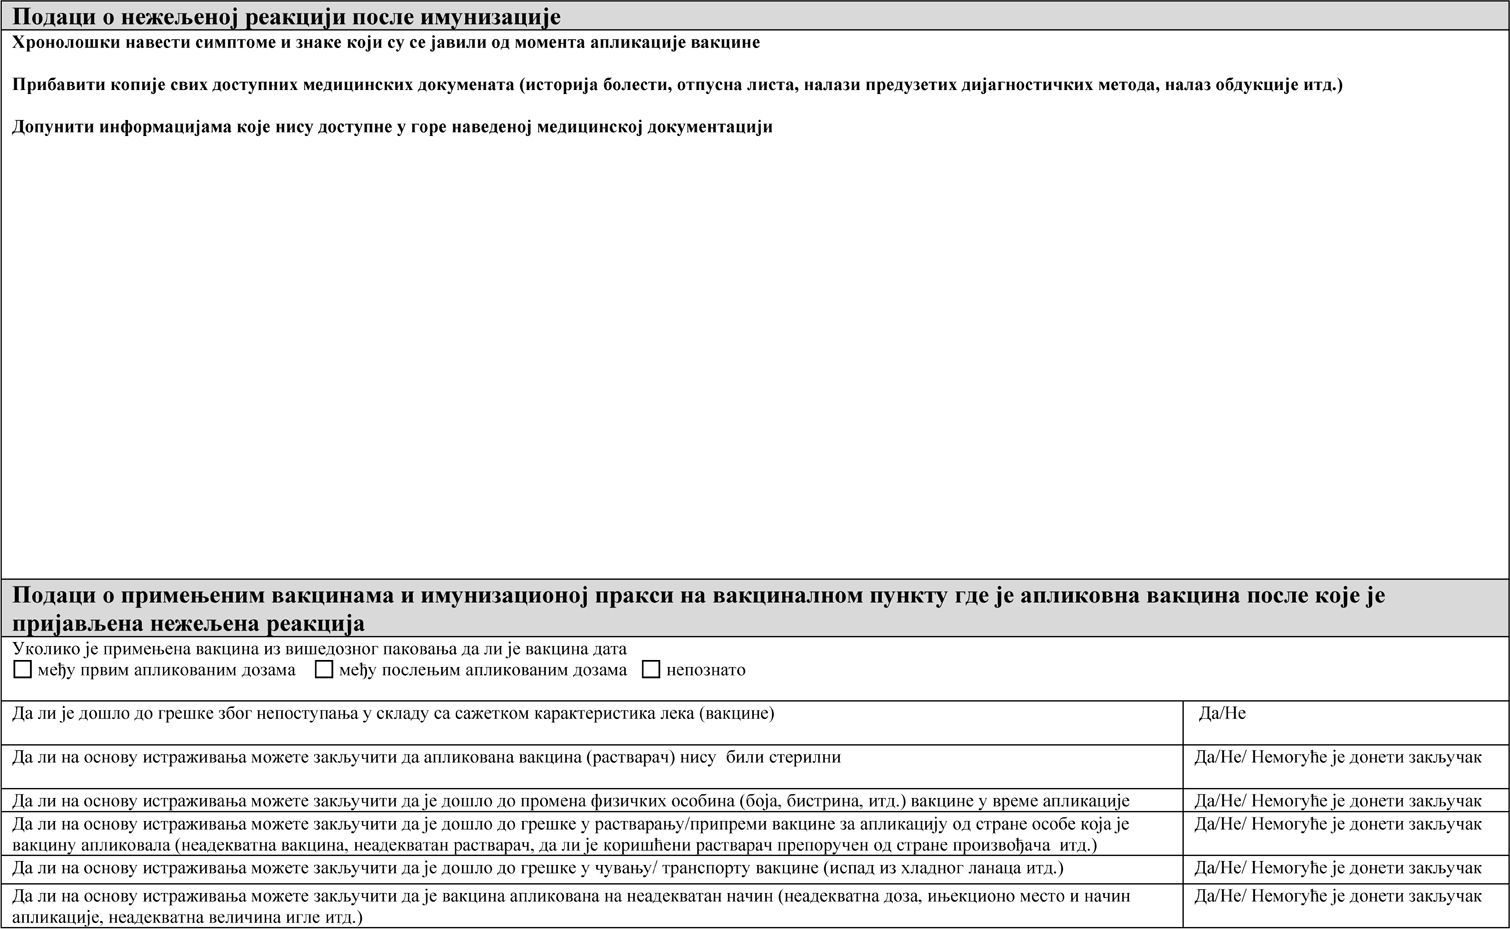 Подаци о нежељеној реакцији после имунизације
Хронолошки навести симптоме и знаке који су се јавили од момента апликације вакцине
Прибавити копије свих доступних медицинских докумената (историја болести, отпусна листа, налази предузетих дијагностичких метода, налаз обдукције итд.)
Допунити информацијама које нису доступне у горе наведеној медицинској документацији
Подаци о примењеним вакцинама и имунизационој пракси на вакциналном пункту где је апликовна вакцина после које је
пријављена нежељена реакција
Уколико је примењена вакцина из вишедозног паковања да ли је вакцина дата
међу првим апликованим дозама међу послењим апликованим дозама непознато
Да ли је дошло до грешке због непоступања у складу са сажетком карактеристика лека (вакцине) Да/Не
Да ли на основу истраживања можете закључити да апликована вакцина (растварач) нису били стерилни Да/Не/ Немогуће је донети закључак
Да ли на основу истраживања можете закључити да је дошло до промена физичких особина (боја, бистрина, итд.) вакцине у време апликације Да/Не/ Немогуће је донети закључак
Да ли на основу истраживања можете закључити да је дошло до грешке у растварању/припреми вакцине за апликацију од стране особе која је Да/Не/ Немогуће је донети закључак
вакцину апликовала (неадекватна вакцина, неадекватан растварач, да ли је коришћени растварач препоручен од стране произвођача итд.)
Да ли на основу истраживања можете закључити да је дошло до грешке у чувању/ транспорту вакцине (испад из хладног ланаца итд.) Да/Не/ Немогуће је донети закључак
Да ли на основу истраживања можете закључити да је вакцина апликована на неадекватан начин (неадекватна доза, ињекционо место и начин Да/Не/ Немогуће је донети закључак
апликације, неадекватна величина игле итд.)